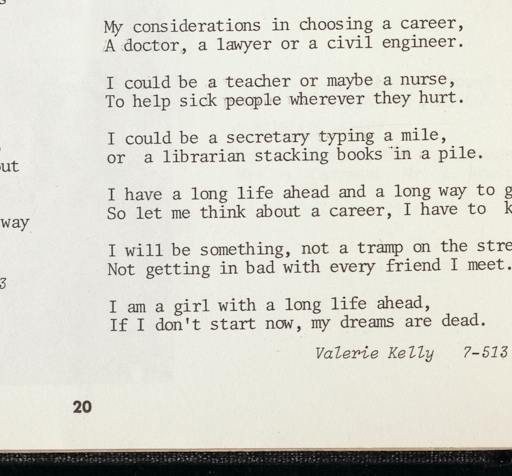 My considerations in choosing a career,
A doctor, a lawyer or a civil engineer.
I could be a teacher or maybe a nurse,
To help sick people wherever they hurt.
I could be a secretary typing a mile,
or a librarian stacking books in a pile.
I have a long life ahead and a long way to
So let me think about a career, I have to
I will be something, not a tramp on the
Not getting in bad with every friend I meet.
I am a girl with a long life ahead,
If I don't start now, my dreams are dead.
Valerie Kelly 7-513
way
20